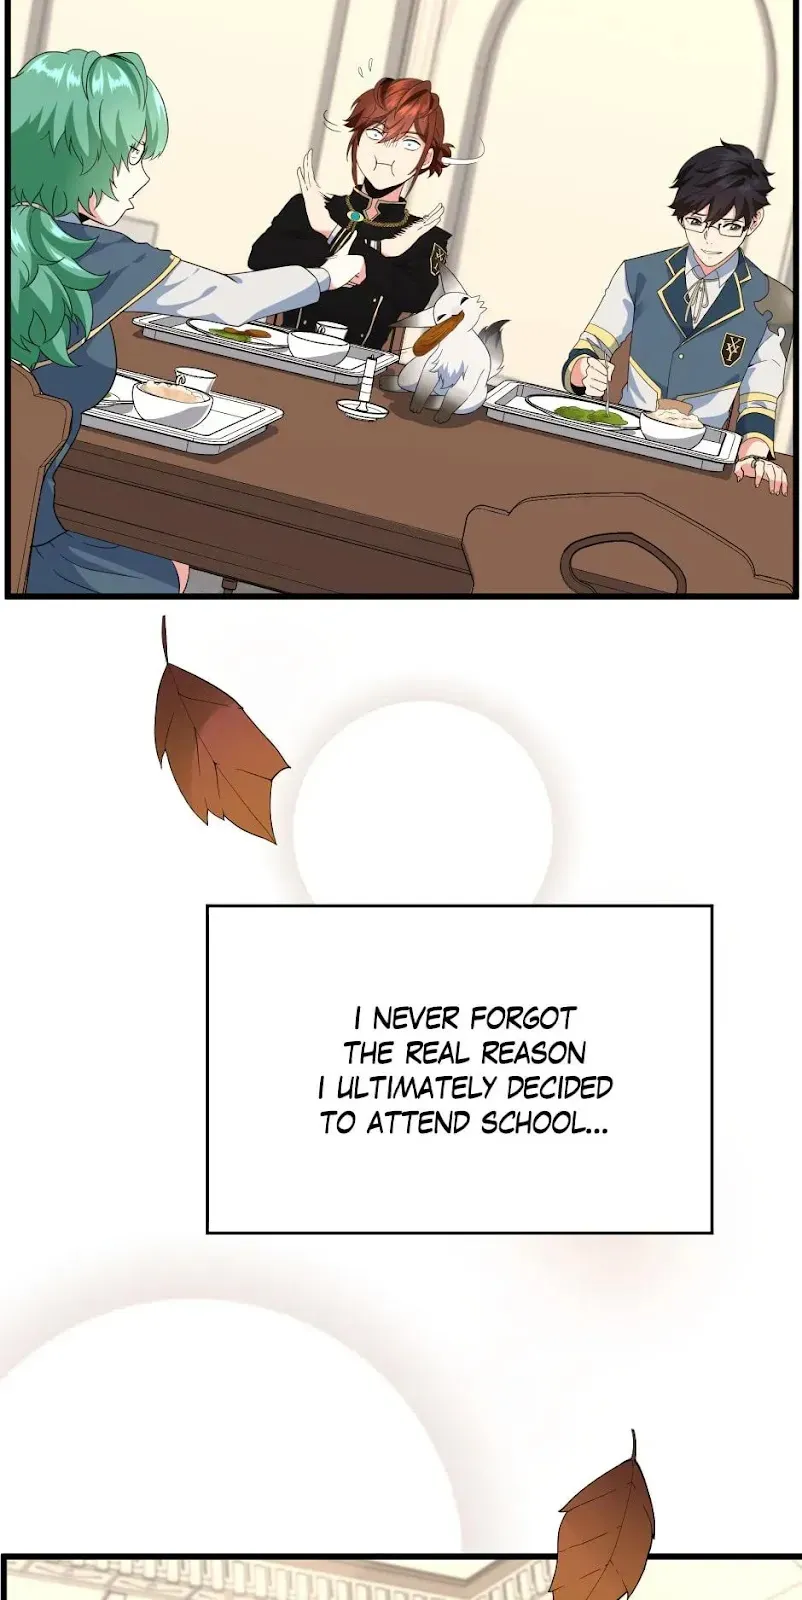 I NEVER FORGOT
THE REAL REASON
I ULTIMATELY DECIDED
TO ATTEND SCHOOL...